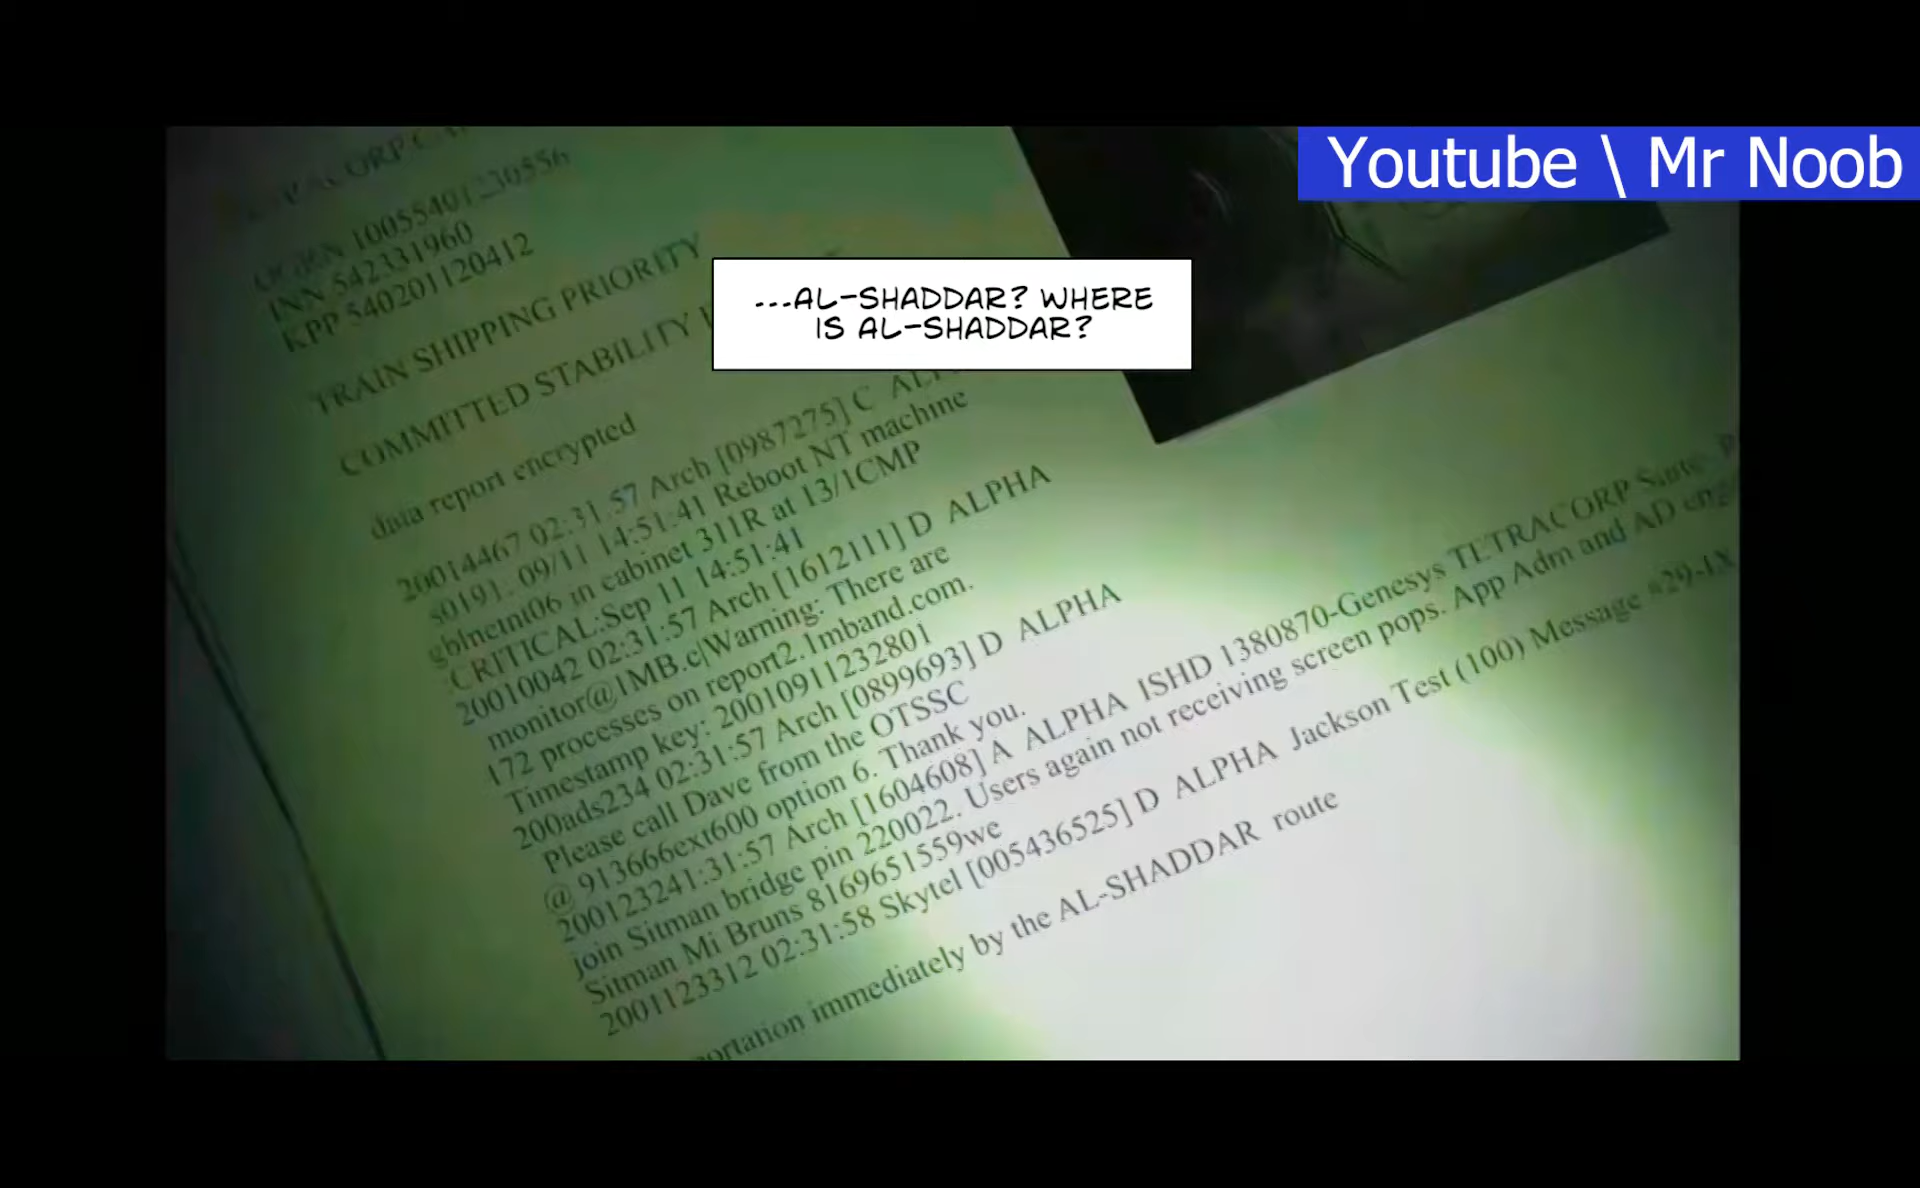 Youtube \ Mr Noob
...AL-SHADDAR? WHERE
IS AL-SHADDAR?
INN 542331960
KPP 540201120412
TRAIN SHIPPING PRIORITY
COMMITTED STABILITY
data report encrypted
20014467 02:31:57 Arch [0987275] C
s0191: 09/11 14:51:41 Reboot NT machine
gblnetnt06 in cabinet 311R at 13/1CMP
CRITICAL:Sep 11 14:51:41
20010042 02:31:57 Arch [1612111] D ALPHA
monitor@1MB.c|Warning: There are
172 processes on report2.1mband.com.
Timestamp key: 2001091123280​1
200ads234 02:31:57 Arch [0899693] D ALPHA
Please call Dave from the OTSSC
@ 913666ext600 option 6. Thank you.
200123241:31:57 Arch [1604608] A ALPHA ISHD 1380870-Genesys TETRACORP
join Sitman bridge pin 220022. Users again not receiving screen pops. App Adm and AD
Sitman Mi Bruns 8169651559we
2001123312 02:31:58 Skytel [005436525] D ALPHA Jackson Test (100) Message
immediately by the AL-SHADDAR route